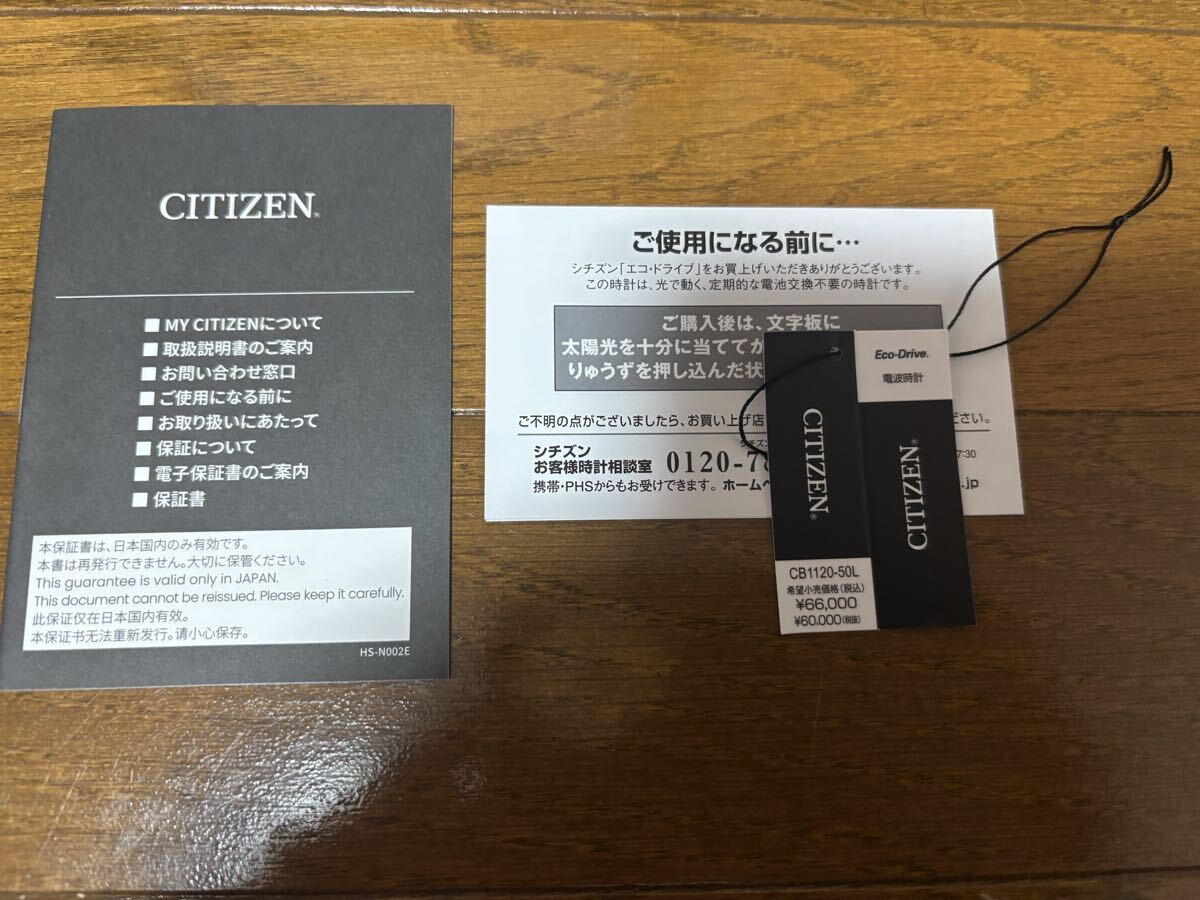 CITIZEN
■ MY CITIZENについて
■ 取扱説明書のご案内
■ お問い合わせ窓口
■ ご使用になる前に
■ お取り扱いにあたって
■ 保証について
■ 電子保証書のご案内
■ 保証書
本保証書は、日本国内のみ有効です。
本書は再発行できません。大切に保管ください。
This guarantee is valid only in JAPAN.
This document cannot be reissued. Please keep it carefully.
此保证仅在日本国内有效。
本保证书无法重新发行。请小心保存。
HS-N002E
ご使用になる前に…
シチズン「エコ・ドライブ」をお買上げいただきありがとうございます。
この時計は、光で動く、定期的な電池交換不要の時計です。
ご購入後は、文字板に
太陽光を十分に当ててか
りゅうずを押し込んだ状
ご不明の点がございましたら、お買い上げ店 ださい。
シチズン
お客様時計相談室 0120-78 7:30
携帯・PHSからもお受けできます。 ホームペ .jp
CITIZEN®
CB1120-50L
希望小売価格(税込)
¥66,000
¥60,000(税抜)
Eco-Drive.
電波時計
CITIZEN®